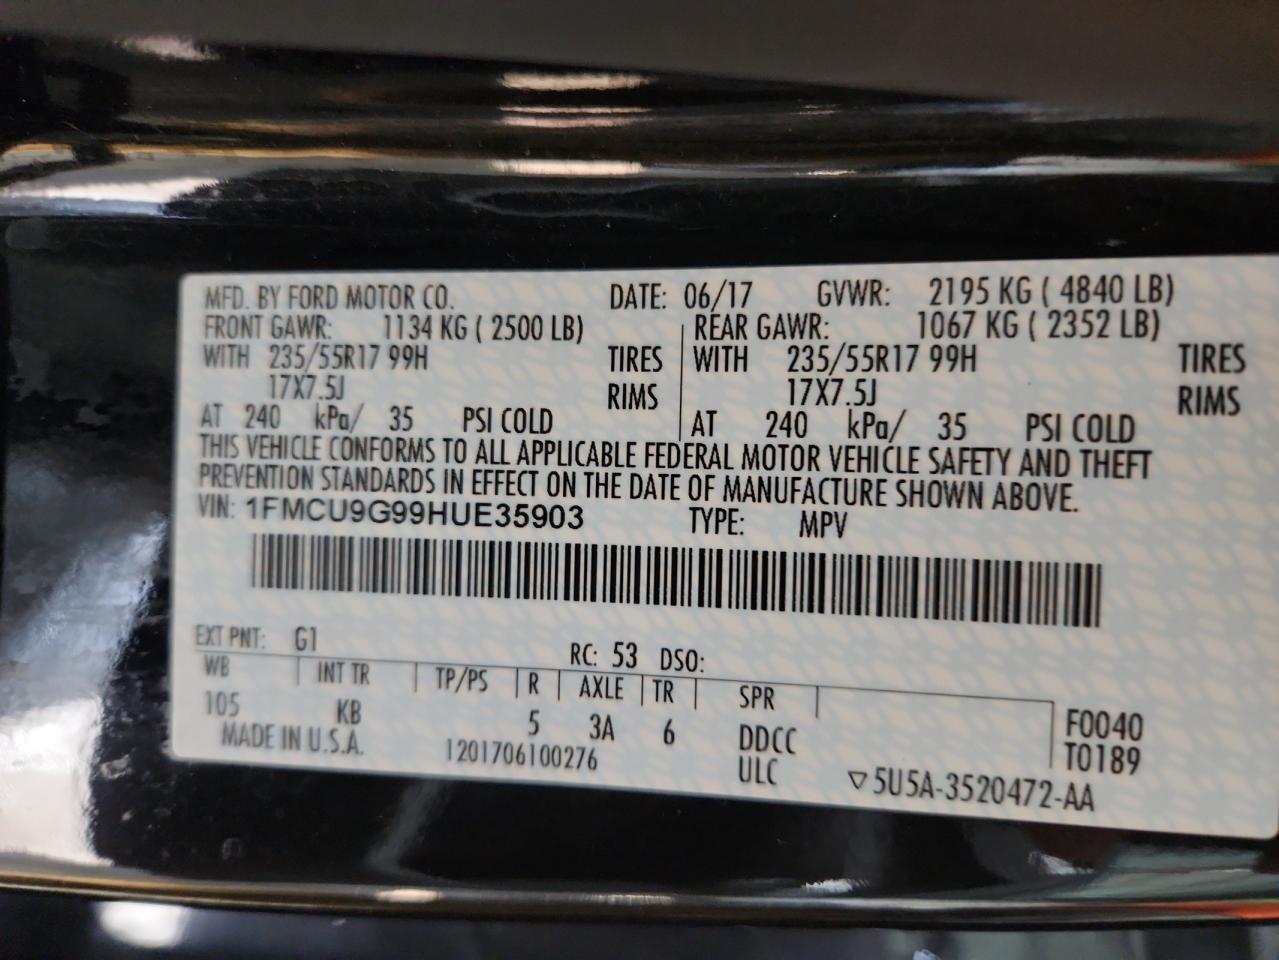 MFD. BY FORD MOTOR CO. DATE: 06/17 GVWR: 2195 KG ( 4840 LB)
FRONT GAWR: 1134 KG ( 2500 LB) REAR GAWR: 1067 KG ( 2352 LB)
WITH 235/55R17 99H TIRES WITH 235/55R17 99H TIRES
17X7.5J RIMS 17X7.5J RIMS
AT 240 kPa/ 35 PSI COLD AT 240 kPa/ 35 PSI COLD
THIS VEHICLE CONFORMS TO ALL APPLICABLE FEDERAL MOTOR VEHICLE SAFETY AND THEFT
PREVENTION STANDARDS IN EFFECT ON THE DATE OF MANUFACTURE SHOWN ABOVE.
VIN: 1FMCU9G99HUE35903 TYPE: MPV
EXT PNT: G1 RC: 53 DSO:
WB INT TR TP/PS R AXLE TR SPR
105 KB 5 3A 6 DDCC F0040
MADE IN U.S.A. 1201706100276 ULC T0189
▽5U5A-3520472-AA